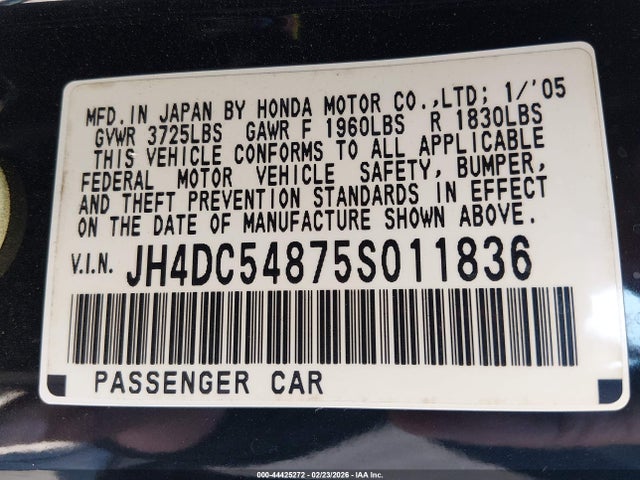 MFD.IN JAPAN BY HONDA MOTOR CO.,LTD; 1/'05
GVWR 3725LBS GAWR F 1960LBS R 1830LBS
THIS VEHICLE CONFORMS TO ALL APPLICABLE
FEDERAL MOTOR VEHICLE SAFETY, BUMPER,
AND THEFT PREVENTION STANDARDS IN EFFECT
ON THE DATE OF MANUFACTURE SHOWN ABOVE.
V.I.N. JH4DC54875S011836
PASSENGER CAR
000-44425272 - 02/23/2026 - IAA Inc.